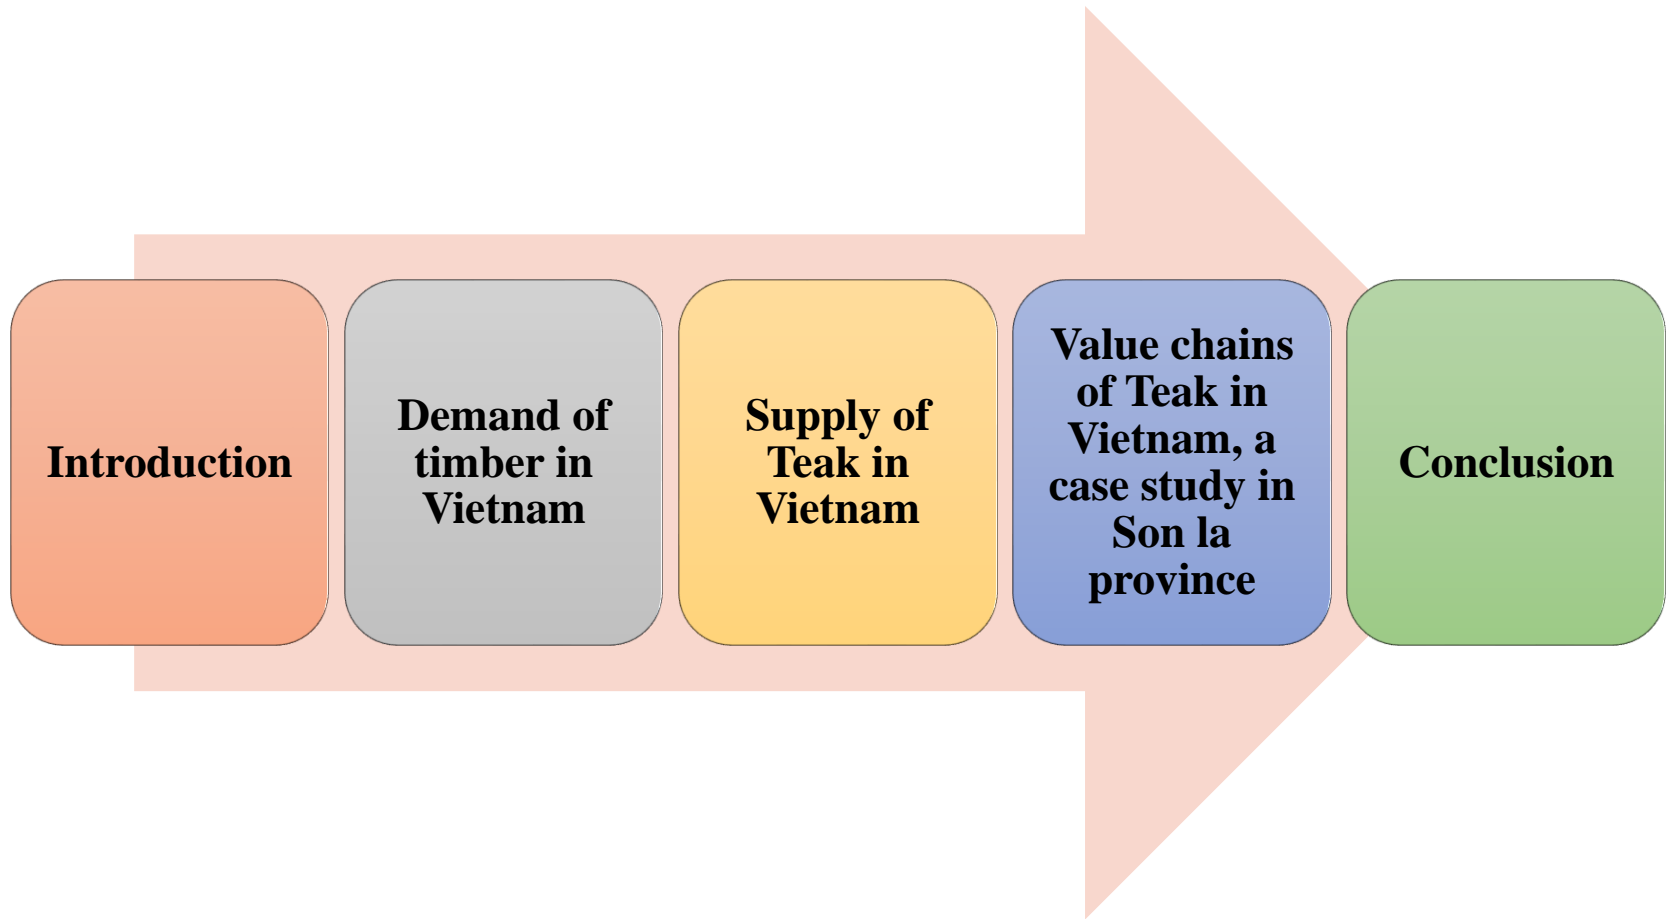 Introduction
Demand of
timber in
Vietnam
Supply of
Teak in
Vietnam
Value chains
of Teak in
Vietnam, a
case study in
Son la
province
Conclusion